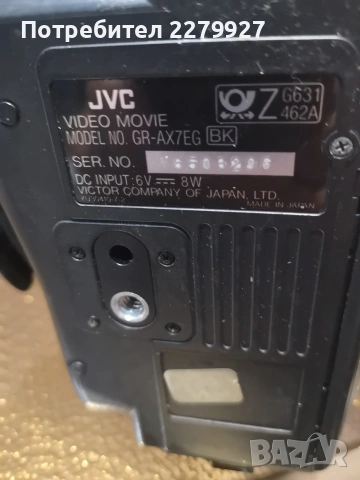 Потребител 2279927
JVC
VIDEO MOVIE
MODEL NO. GR-AX7EG BK
Z G631 462A
SER. NO.
DC INPUT: 6V ⎓ 8W
VICTOR COMPANY OF JAPAN, LTD.
MADE IN JAPAN
BAZAR